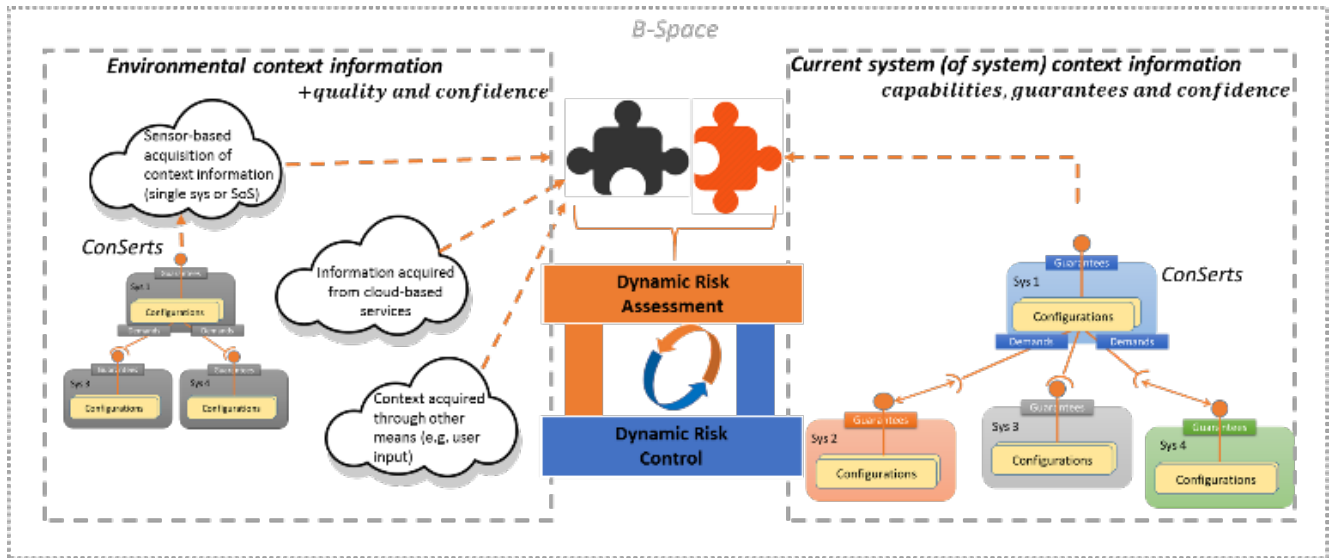 B-Space
Environmental context information
+quality and confidence
Sensor-based
acquisition of
context information
(single sys or SoS)
ConSerts
Guarantees
Sys 1
Configurations
Demands
Demands
Guarantees
Sys 3
Configurations
Guarantees
Sys 4
Configurations
Information acquired
from cloud-based
services
Context acquired
through other
means (e.g. user
input)
Dynamic Risk
Assessment
Dynamic Risk
Control
Current system (of system) context information
capabilities, guarantees and confidence
Guarantees
ConSerts
Sys 1
Configurations
Demands
Demands
Guarantees
Sys 2
Configurations
Guarantees
Sys 3
Configurations
Guarantees
Sys 4
Configurations